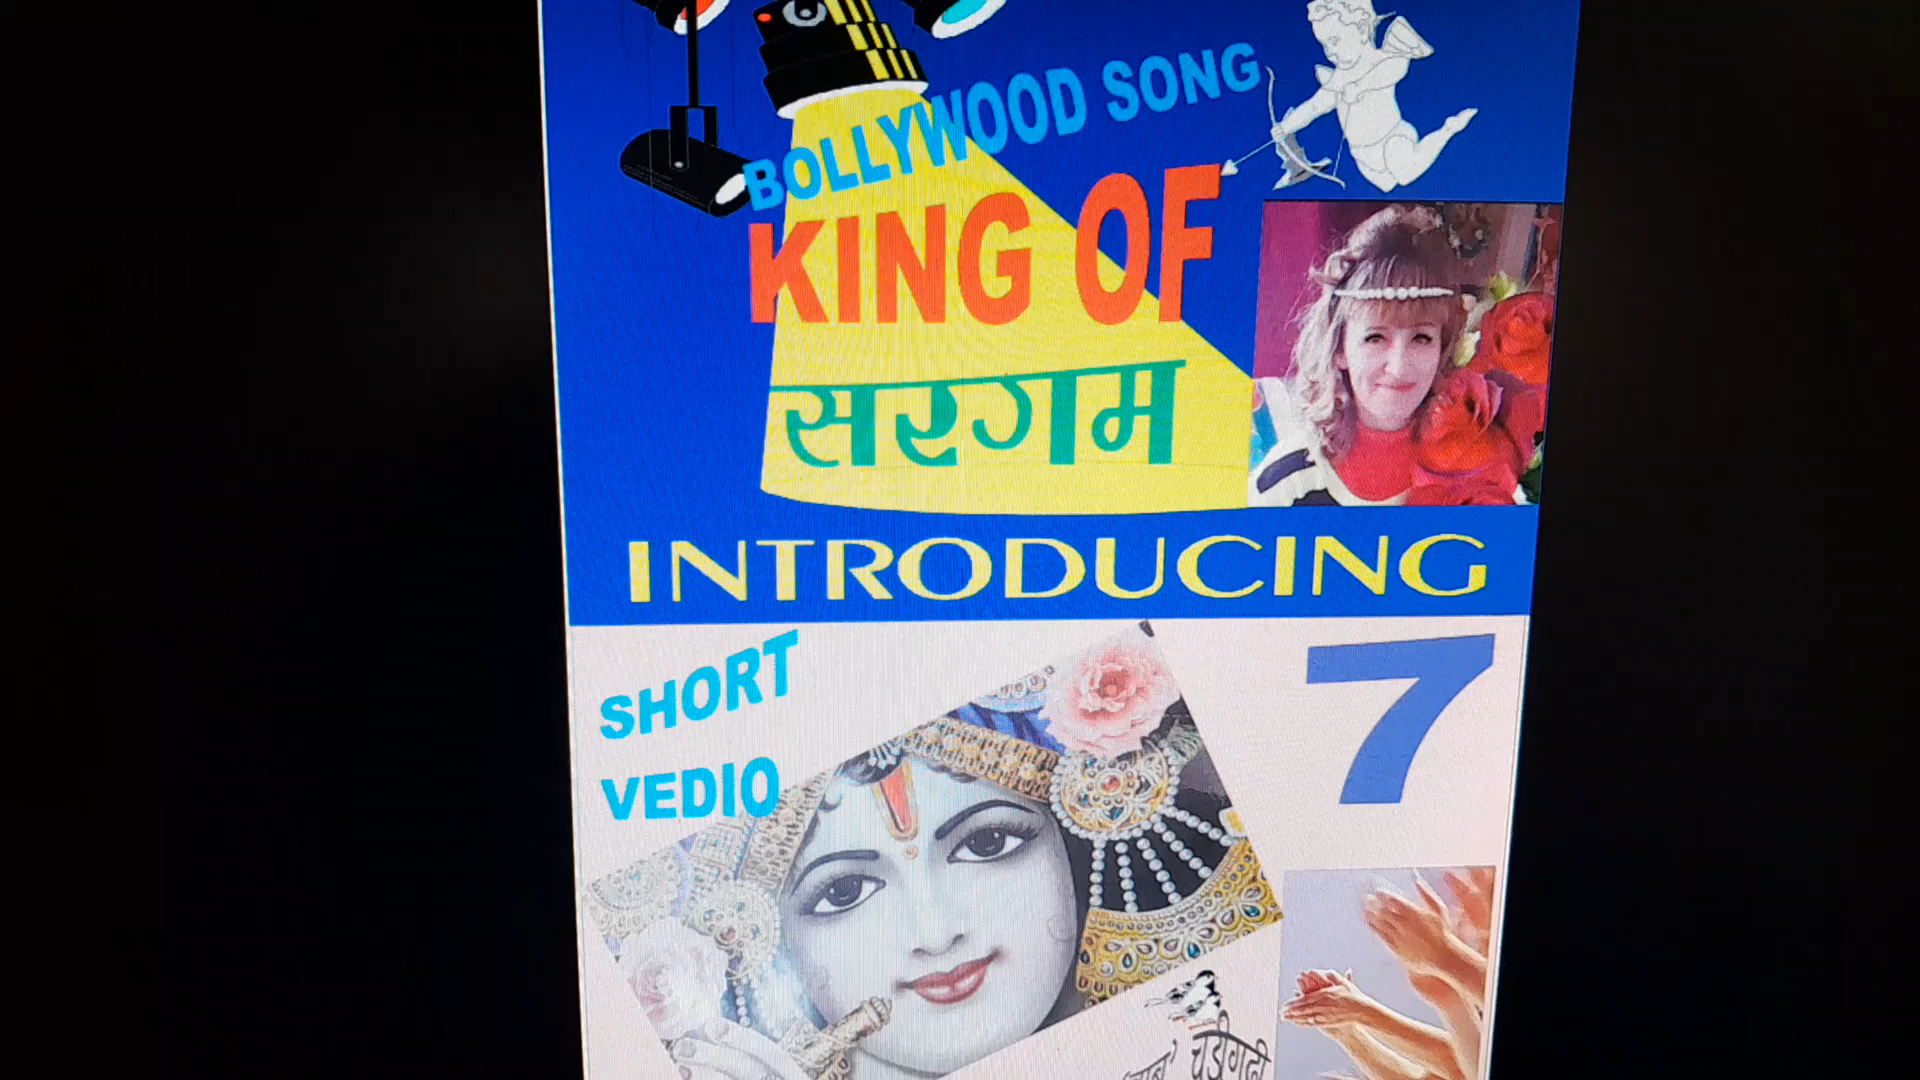 BOLLYWOOD SONG
KING OF
सरगम
INTRODUCING
SHORT
VEDIO
7